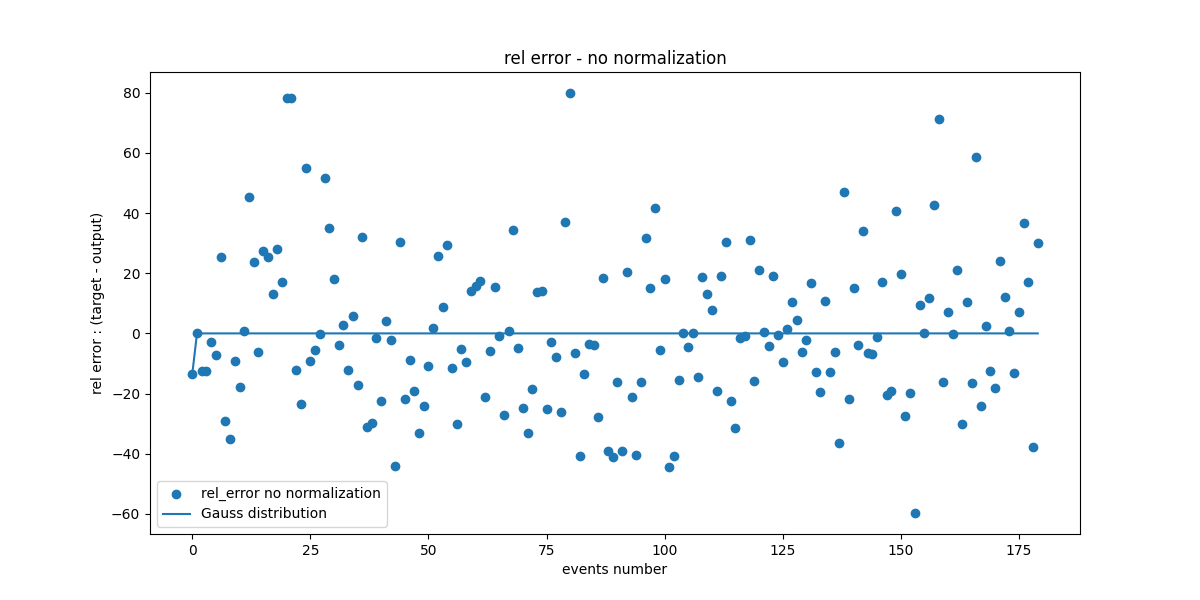 rel error - no normalization
rel error : (target - output)
80
60
40
20
0
−20
−40
−60
rel_error no normalization
Gauss distribution
0 25 50 75 100 125 150 175
events number